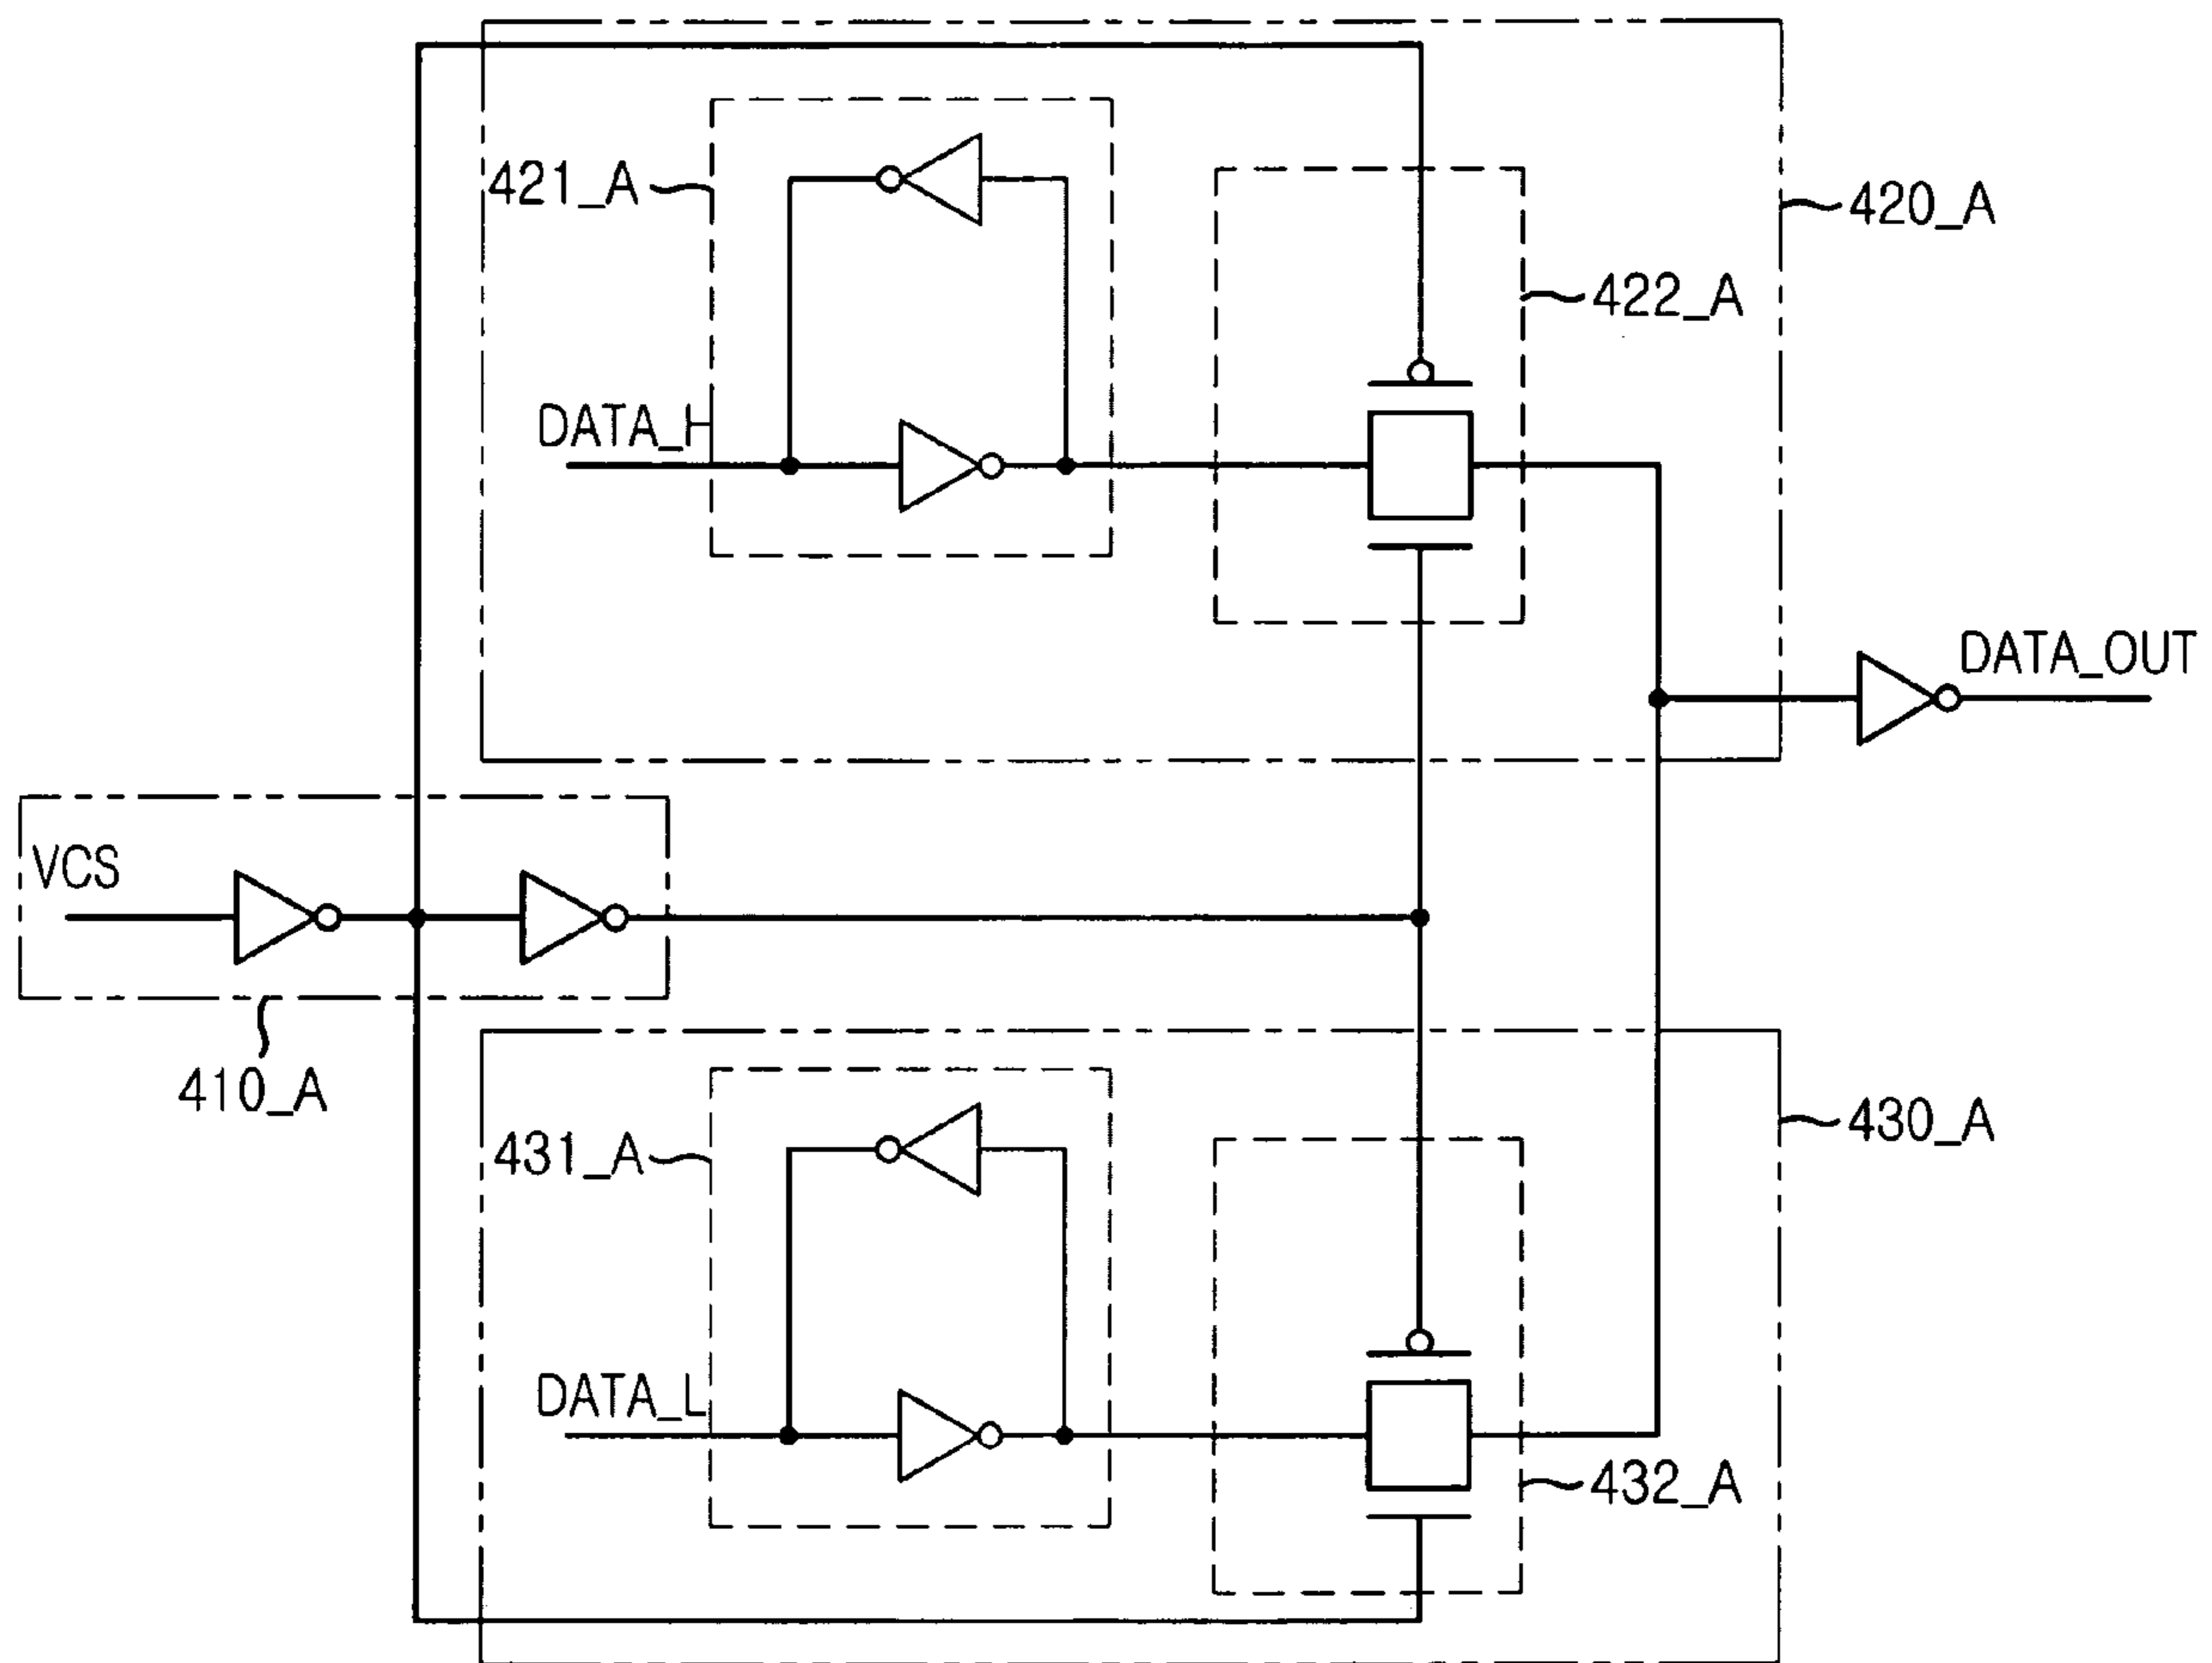 421_A
420_A
422_A
DATA_H
DATA_OUT
VCS
410_A
430_A
431_A
DATA_L
432_A